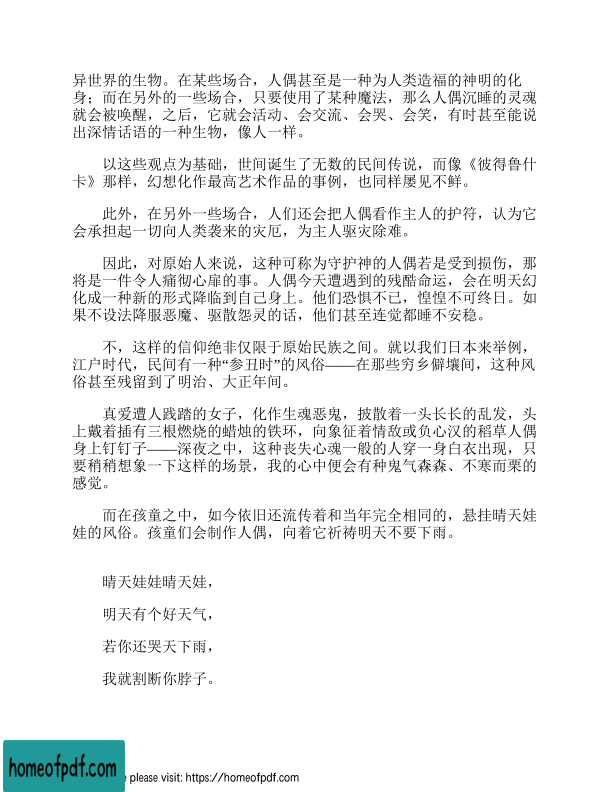 异世界的生物。在某些场合，人偶甚至是一种为人类造福的神明的化
身；而在另外的一些场合，只要使用了某种魔法，那么人偶沉睡的灵魂
就会被唤醒，之后，它就会活动、会交流、会哭、会笑，有时甚至能说
出深情话语的一种生物，像人一样。
以这些观点为基础，世间诞生了无数的民间传说，而像《彼得鲁什
卡》那样，幻想化作最高艺术作品的事例，也同样屡见不鲜。
此外，在另外一些场合，人们还会把人偶看作主人的护符，认为它
会承担起一切向人类袭来的灾厄，为主人驱灾除难。
因此，对原始人来说，这种可称为守护神的人偶若是受到损伤，那
将是一件令人痛彻心扉的事。人偶今天遭遇到的残酷命运，会在明天幻
化成一种新的形式降临到自己身上。他们恐惧不已，惶惶不可终日。如
果不设法降服恶魔、驱散怨灵的话，他们甚至连觉都睡不安稳。
不，这样的信仰绝非仅限于原始民族之间。就以我们日本来举例，
江户时代，民间有一种“参丑时”的风俗——在那些穷乡僻壤间，这种风
俗甚至残留到了明治、大正年间。
真爱遭人践踏的女子，化作生魂恶鬼，披散着一头长长的乱发，头
上戴着插有三根燃烧的蜡烛的铁环，向象征着情敌或负心汉的稻草人偶
身上钉钉子——深夜之中，这种丧失心魂一般的人穿一身白衣出现，只
要稍稍想象一下这样的场景，我的心中便会有种鬼气森森、不寒而栗的
感觉。
而在孩童之中，如今依旧还流传着和当年完全相同的，悬挂晴天娃
娃的风俗。孩童们会制作人偶，向着它祈祷明天不要下雨。
晴天娃娃晴天娃，
明天有个好天气，
若你还哭天下雨，
我就割断你脖子。
homeofpdf.com
e please visit: https://homeofpdf.com